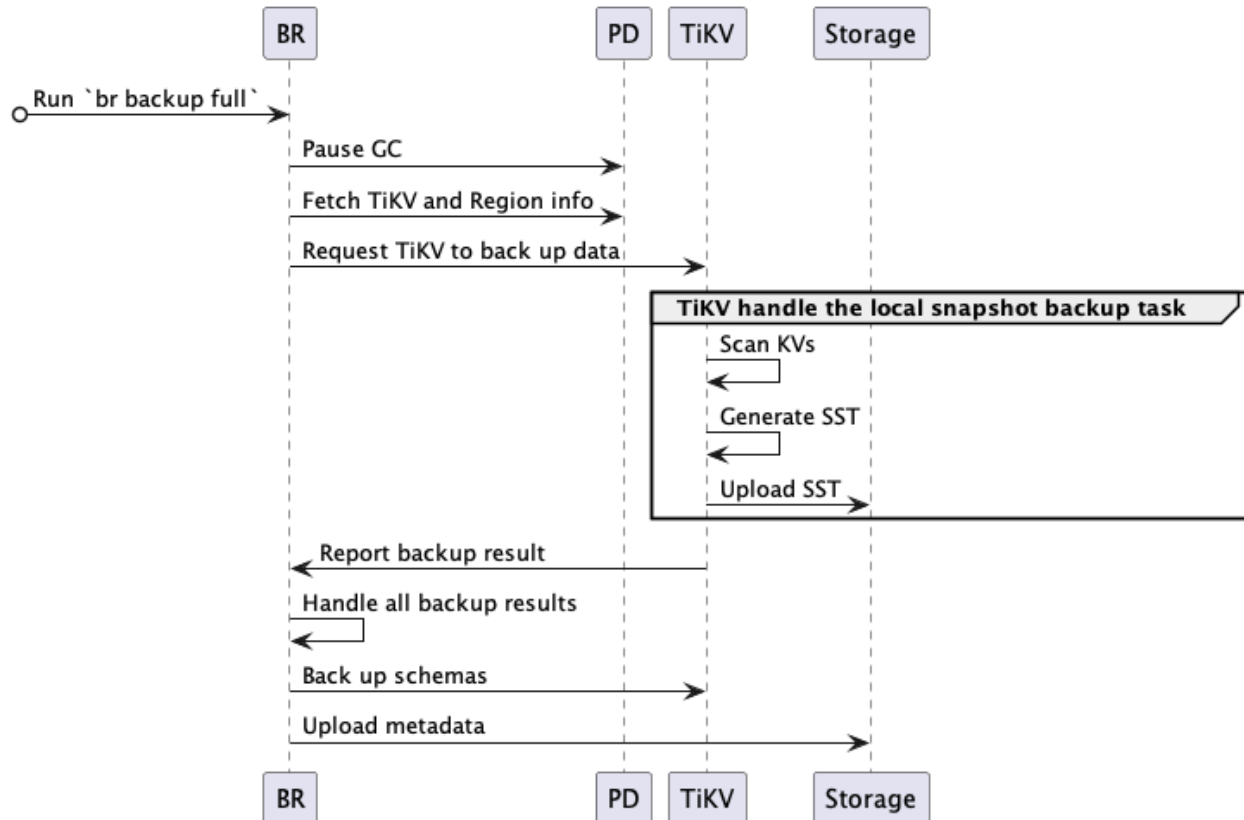 BR PD TiKV Storage
Run `br backup full`
Pause GC
Fetch TiKV and Region info
Request TiKV to back up data
TiKV handle the local snapshot backup task
Scan KVs
Generate SST
Upload SST
Report backup result
Handle all backup results
Back up schemas
Upload metadata
BR PD TiKV Storage